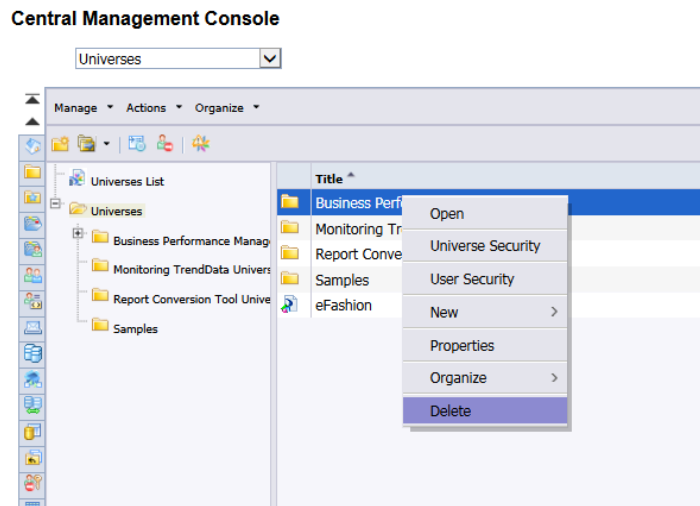 Central Management Console
Universes
Manage Actions Organize
Universes List
Universes
Business Performance Manag
Monitoring TrendData Univers
Report Conversion Tool Unive
Samples
Title
Business Perf
Monitoring Tr
Report Conve
Samples
eFashion
Open
Universe Security
User Security
New
Properties
Organize
Delete